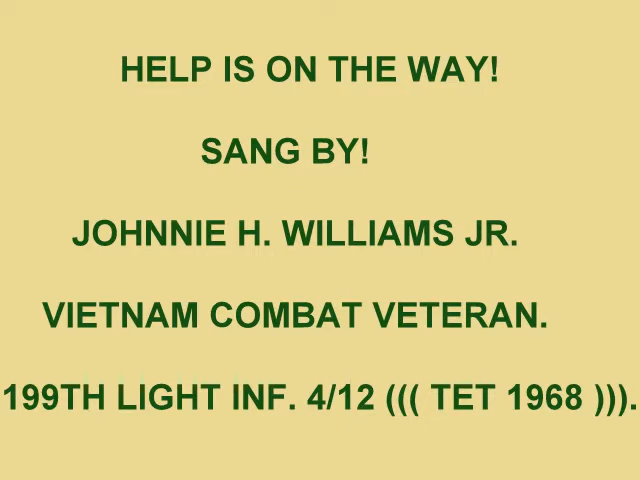 HELP IS ON THE WAY!
SANG BY!
JOHNNIE H. WILLIAMS JR.
VIETNAM COMBAT VETERAN.
199TH LIGHT INF. 4/12 ((( TET 1968 ))).